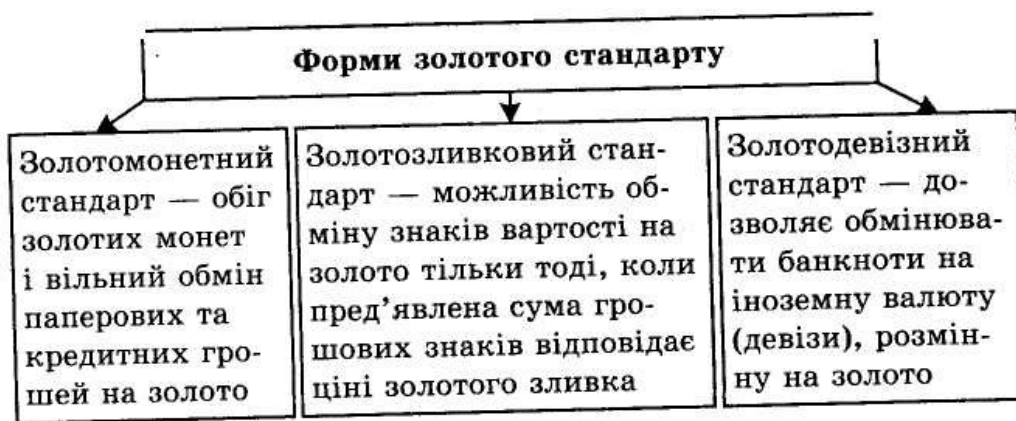 Форми золотого стандарту
Золотомонетний
стандарт — обіг
золотих монет
і вільний обмін
паперових та
кредитних гро-
шей на золото
Золотозливковий стан-
дарт — можливість об-
міну знаків вартості на
золото тільки тоді, коли
пред’явлена сума гро-
шових знаків відповідає
ціні золотого зливка
Золотодевізний
стандарт — до-
зволяє обмінюва-
ти банкноти на
іноземну валюту
(девізи), розмін-
ну на золото